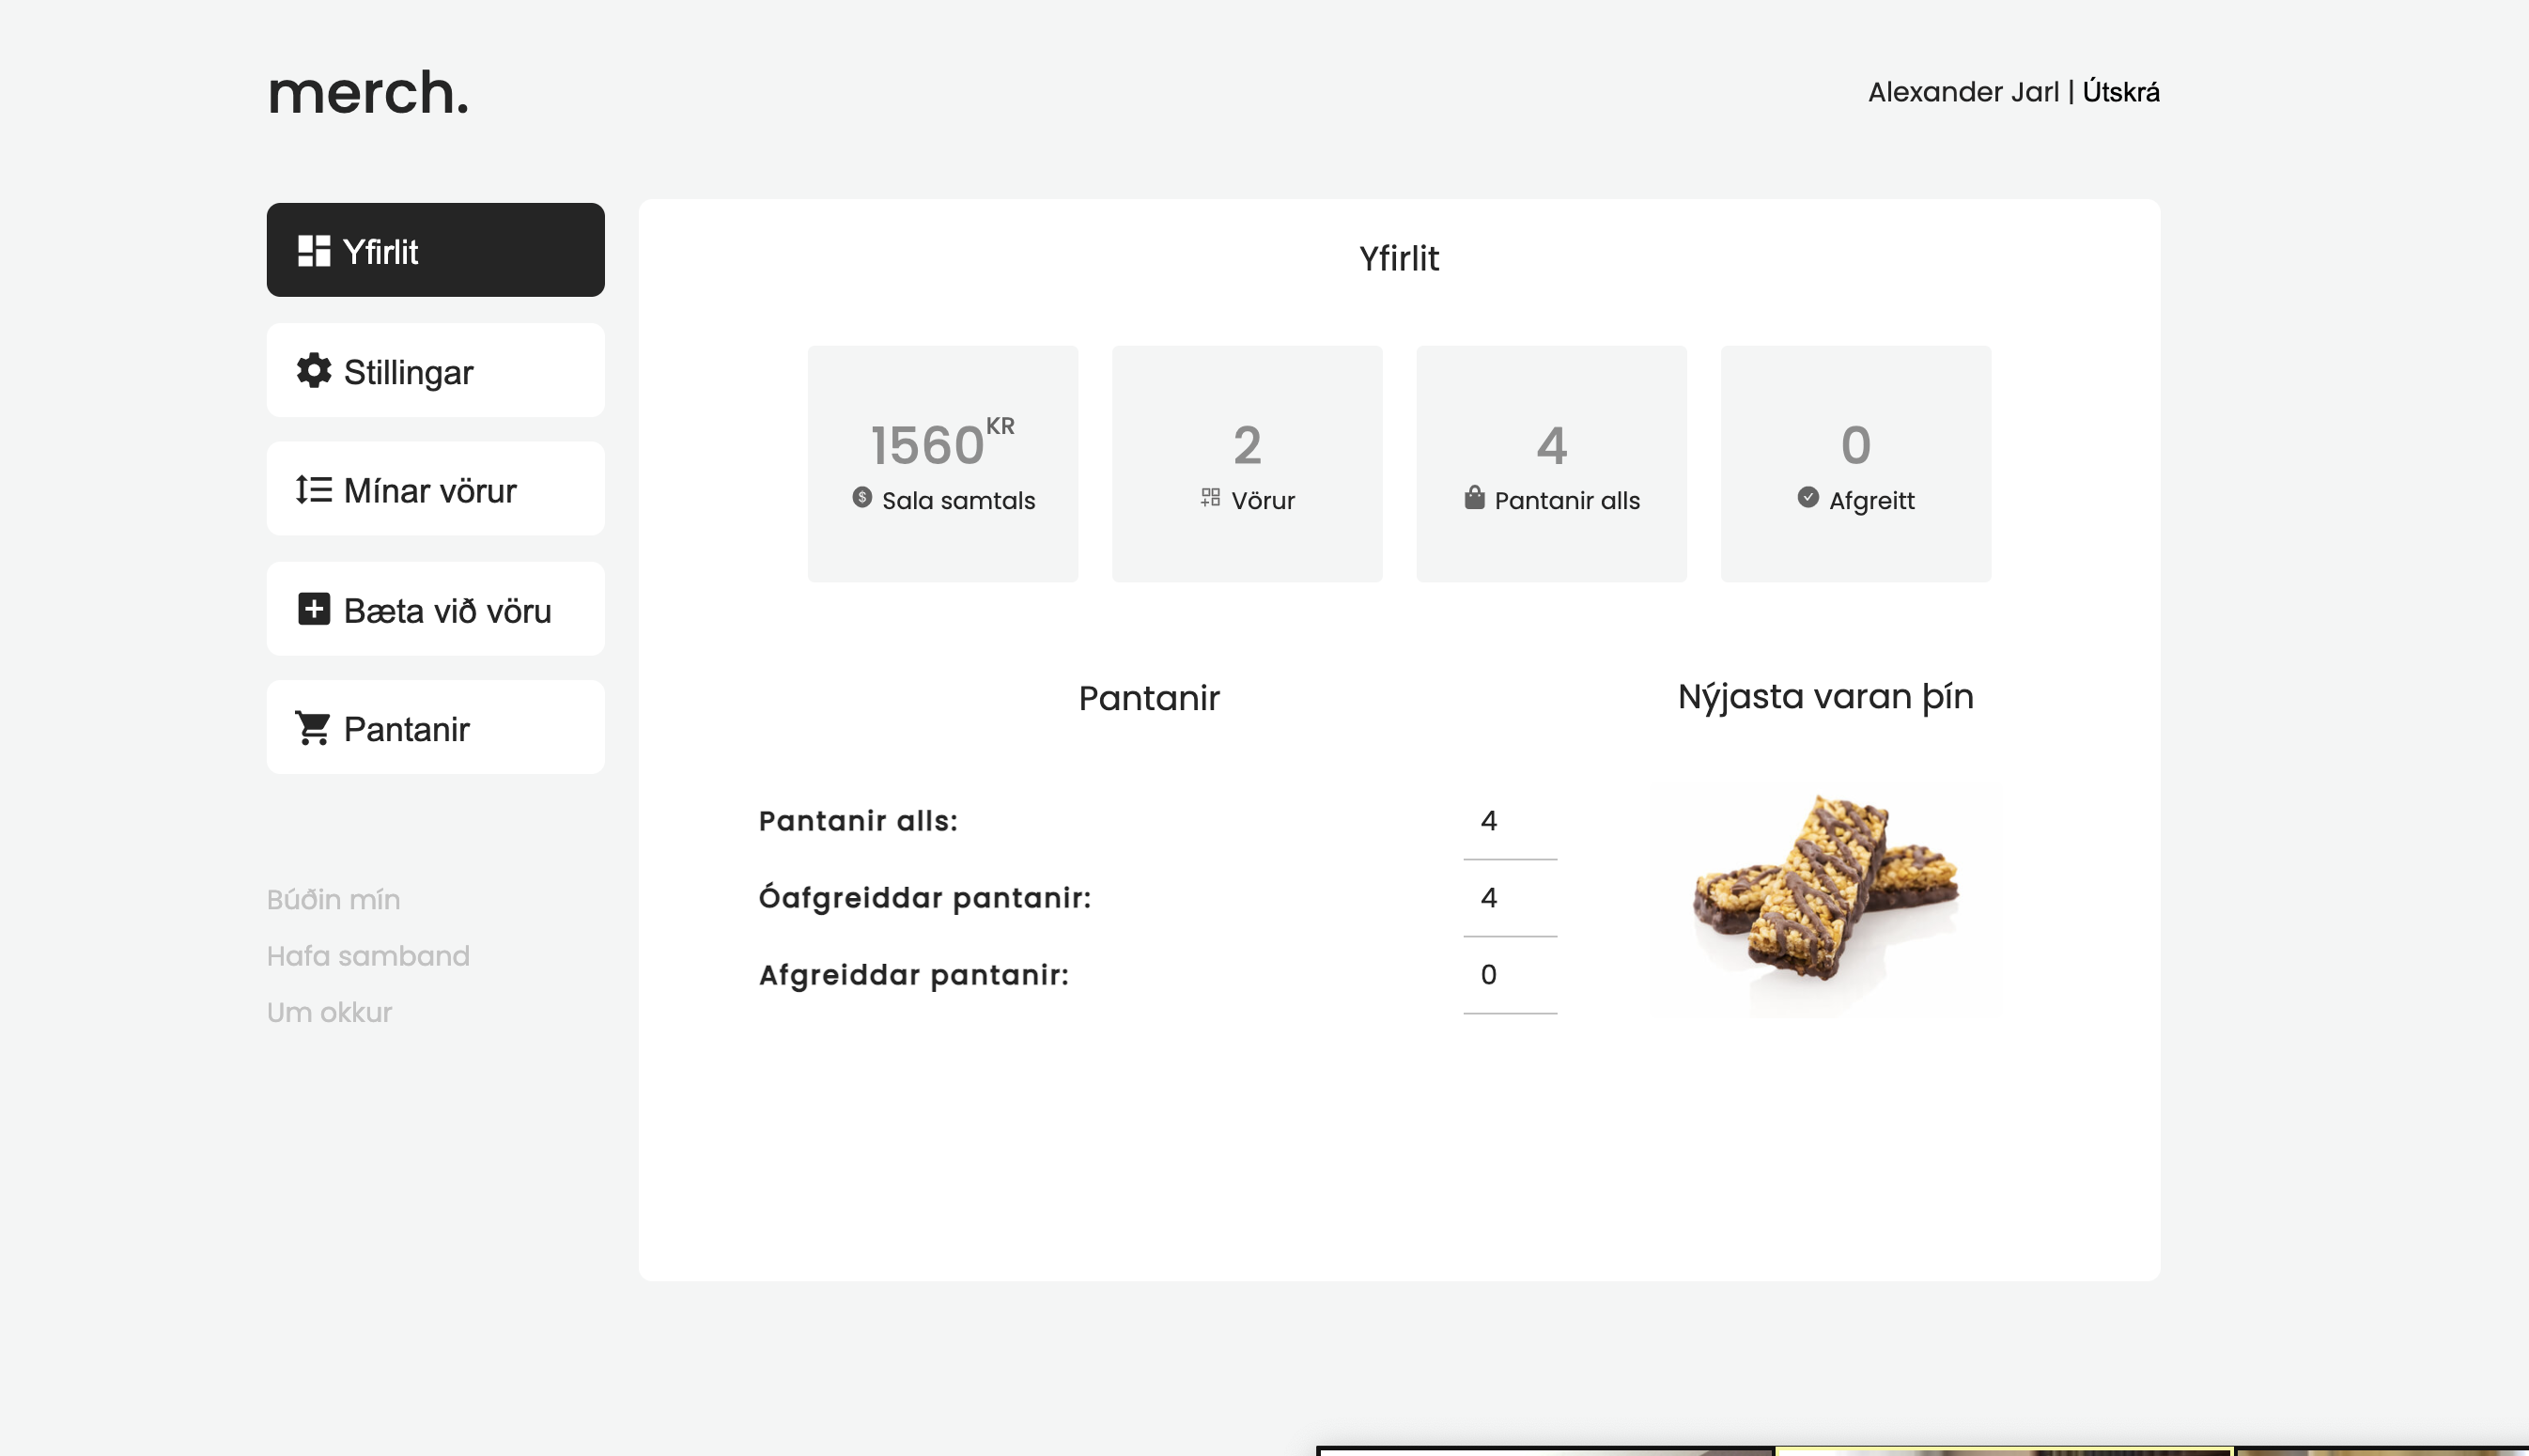 merch.
Alexander Jarl | Útskrá
Yfirlit
Stillingar
Mínar vörur
Bæta við vöru
Pantanir
Búðin mín
Hafa samband
Um okkur
Yfirlit
1560KR
Sala samtals
2
Vörur
4
Pantanir alls
0
Afgreitt
Pantanir
Pantanir alls: 4
Óafgreiddar pantanir: 4
Afgreiddar pantanir: 0
Nýjasta varan þín